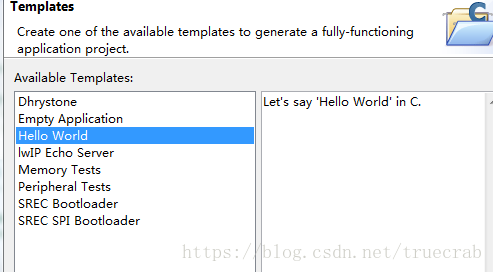 Templates
Create one of the available templates to generate a fully-functioning
application project.
Available Templates:
Dhrystone
Empty Application
Hello World
lwIP Echo Server
Memory Tests
Peripheral Tests
SREC Bootloader
SREC SPI Bootloader
Let's say 'Hello World' in C.
C
https://blog.csdn.net/truecrab